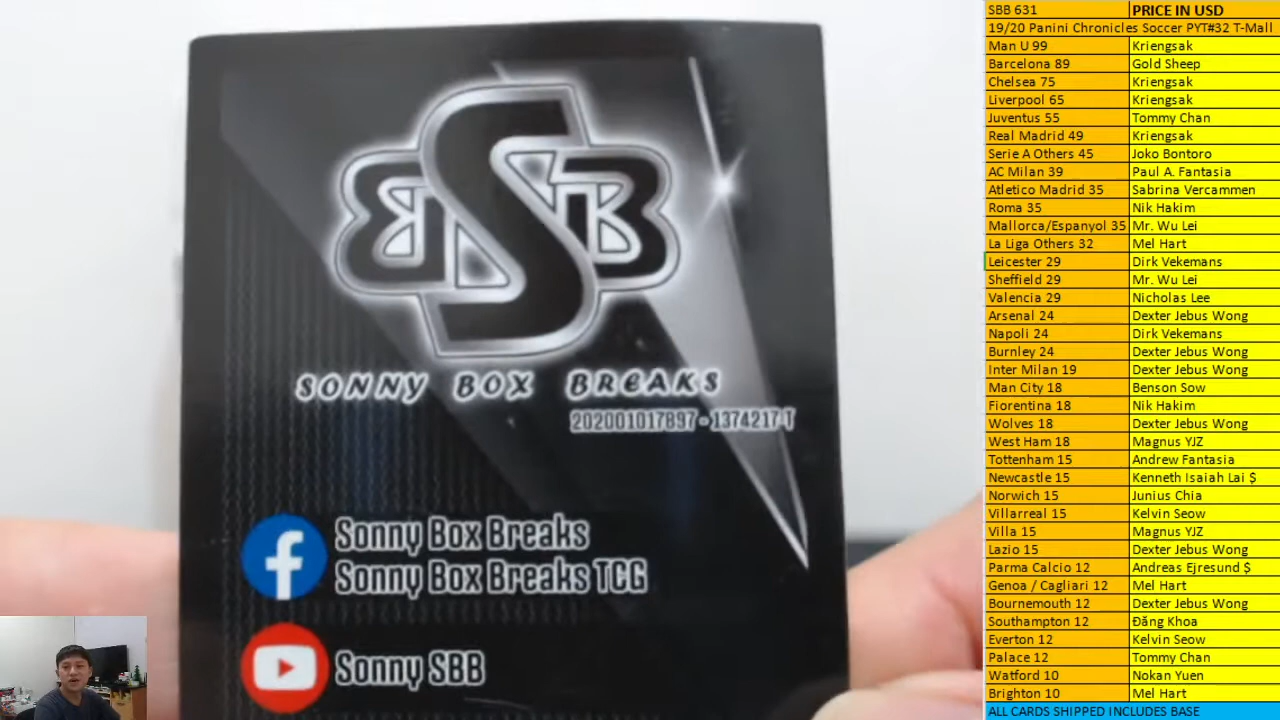 BSB
SONNY BOX BREAKS
202001017897-1374217-T
Sonny Box Breaks
Sonny Box Breaks TCG
Sonny SBB
SBB 631 PRICE IN USD
19/20 Panini Chronicles Soccer PYT#32 T-Mall
Man U 99 Kriengsak
Barcelona 89 Gold Sheep
Chelsea 75 Kriengsak
Liverpool 65 Kriengsak
Juventus 55 Tommy Chan
Real Madrid 49 Kriengsak
Serie A Others 45 Joko Bontoro
AC Milan 39 Paul A. Fantasia
Atletico Madrid 35 Sabrina Vercammen
Roma 35 Nik Hakim
Mallorca/Espanyol 35 Mr. Wu Lei
La Liga Others 32 Mel Hart
Leicester 29 Dirk Vekemans
Sheffield 29 Mr. Wu Lei
Valencia 29 Nicholas Lee
Arsenal 24 Dexter Jebus Wong
Napoli 24 Dirk Vekemans
Burnley 24 Dexter Jebus Wong
Inter Milan 19 Dexter Jebus Wong
Man City 18 Benson Sow
Fiorentina 18 Nik Hakim
Wolves 18 Dexter Jebus Wong
West Ham 18 Magnus YJZ
Tottenham 15 Andrew Fantasia
Newcastle 15 Kenneth Isaiah Lai $
Norwich 15 Junius Chia
Villarreal 15 Kelvin Seow
Villa 15 Magnus YJZ
Lazio 15 Dexter Jebus Wong
Parma Calcio 12 Andreas Ejresund $
Genoa / Cagliari 12 Mel Hart
Bournemouth 12 Dexter Jebus Wong
Southampton 12 Đăng Khoa
Everton 12 Kelvin Seow
Palace 12 Tommy Chan
Watford 10 Nokan Yuen
Brighton 10 Mel Hart
ALL CARDS SHIPPED INCLUDES BASE